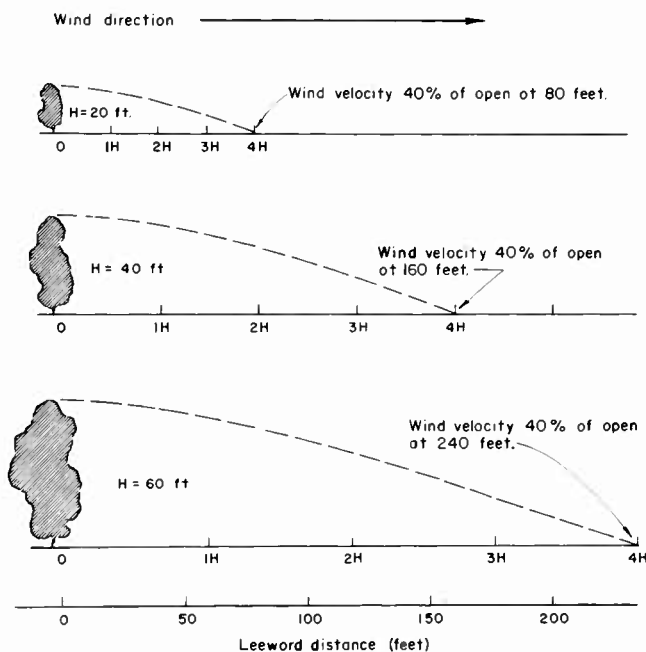 Wind direction
Wind velocity 40% of open at 80 feet.
H=20 ft.
0 1H 2H 3H 4H
Wind velocity 40% of open
at 160 feet.
H = 40 ft
0 1H 2H 3H 4H
Wind velocity 40% of open
at 240 feet.
H = 60 ft
0 1H 2H 3H 4H
0 50 100 150 200
Leeword distance (feet)